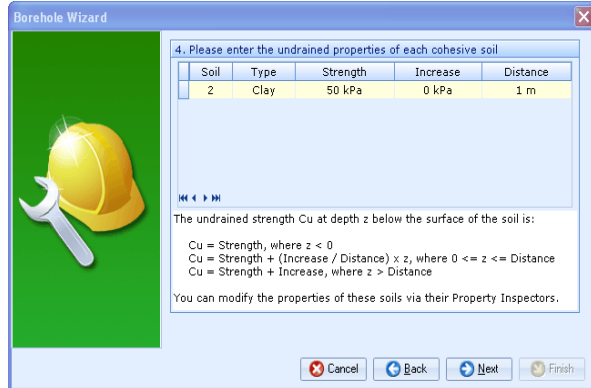 Borehole Wizard
4. Please enter the undrained properties of each cohesive soil
Soil Type Strength Increase Distance
2 Clay 50 kPa 0 kPa 1 m
The undrained strength Cu at depth z below the surface of the soil is:
Cu = Strength, where z < 0
Cu = Strength + (Increase / Distance) x z, where 0 <= z <= Distance
Cu = Strength + Increase, where z > Distance
You can modify the properties of these soils via their Property Inspectors.
Cancel Back Next Finish